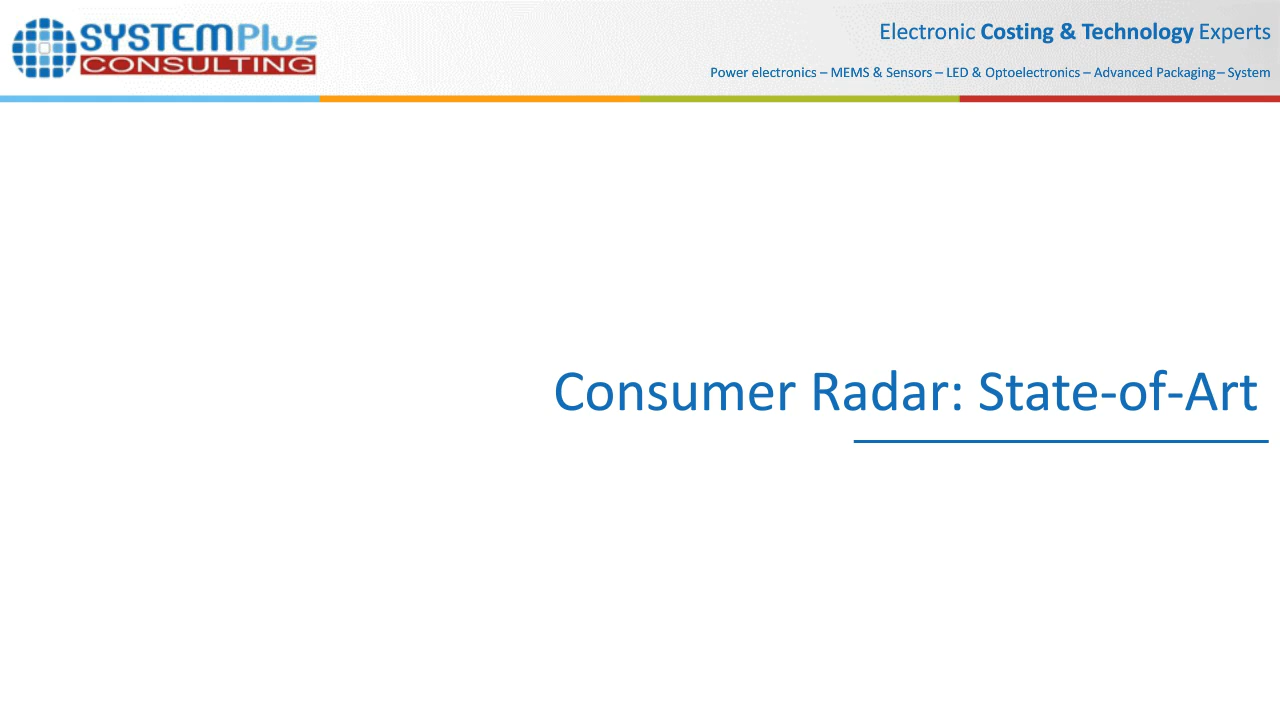 SYSTEMPlus
CONSULTING
Electronic Costing & Technology Experts
Power electronics – MEMS & Sensors – LED & Optoelectronics – Advanced Packaging – System
Consumer Radar: State-of-Art